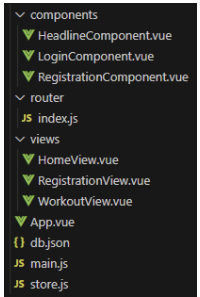 components
HeadlineComponent.vue
LoginComponent.vue
RegistrationComponent.vue
router
JS index.js
views
HomeView.vue
RegistrationView.vue
WorkoutView.vue
App.vue
{} db.json
JS main.js
JS store.js